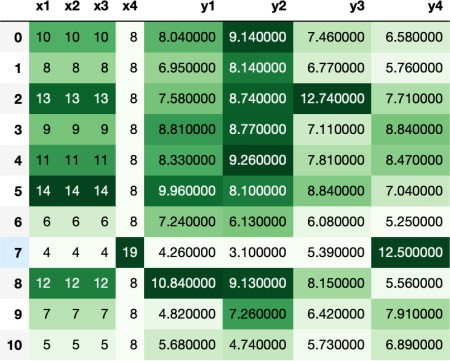 x1 x2 x3 x4 y1 y2 y3 y4
0 10 10 10 8 8.040000 9.140000 7.460000 6.580000
1 8 8 8 8 6.950000 8.140000 6.770000 5.760000
2 13 13 13 8 7.580000 8.740000 12.740000 7.710000
3 9 9 9 8 8.810000 8.770000 7.110000 8.840000
4 11 11 11 8 8.330000 9.260000 7.810000 8.470000
5 14 14 14 8 9.960000 8.100000 8.840000 7.040000
6 6 6 6 8 7.240000 6.130000 6.080000 5.250000
7 4 4 4 19 4.260000 3.100000 5.390000 12.500000
8 12 12 12 8 10.840000 9.130000 8.150000 5.560000
9 7 7 7 8 4.820000 7.260000 6.420000 7.910000
10 5 5 5 8 5.680000 4.740000 5.730000 6.890000